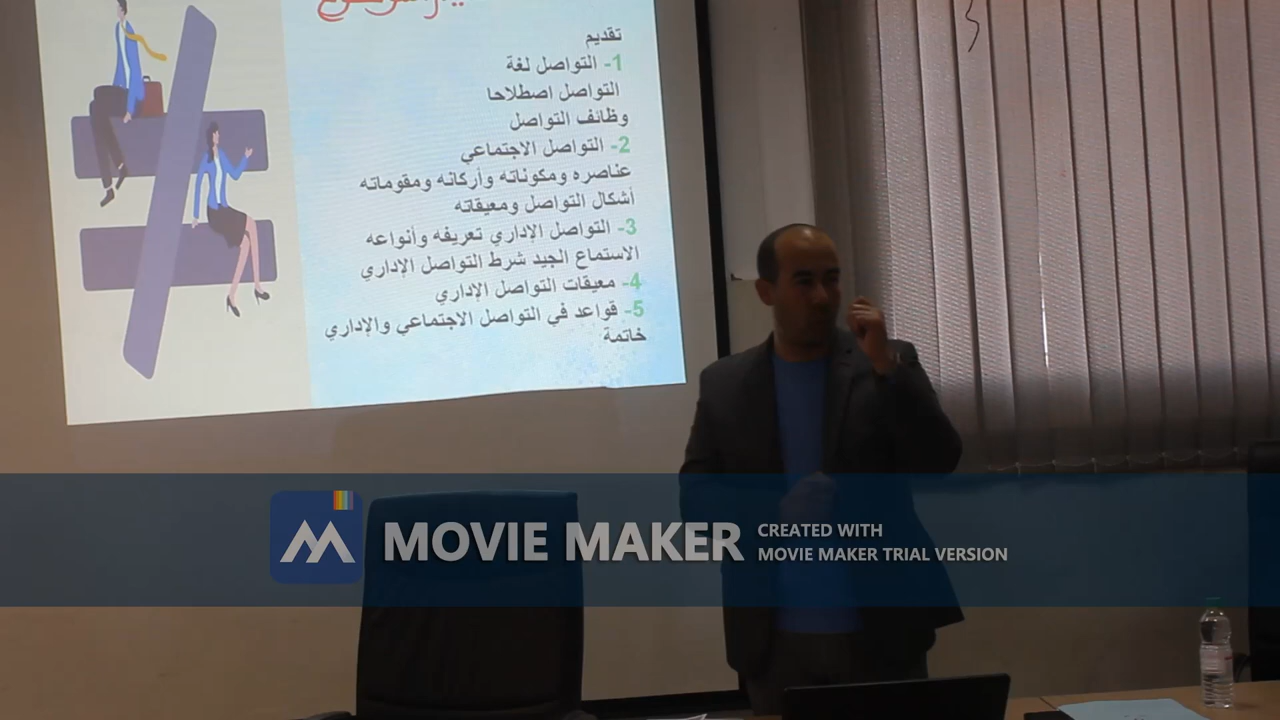 تقديم
1- التواصل لغة
التواصل اصطلاحا
وظائف التواصل
2- التواصل الاجتماعي
عناصره ومكوناته وأركانه ومقوماته
أشكال التواصل ومعيقاته
3- التواصل الإداري تعريفه وأنواعه
الاستماع الجيد شرط التواصل الإداري
4- معيقات التواصل الإداري
5- قواعد في التواصل الاجتماعي والإداري
خاتمة
MOVIE MAKER
CREATED WITH
MOVIE MAKER TRIAL VERSION